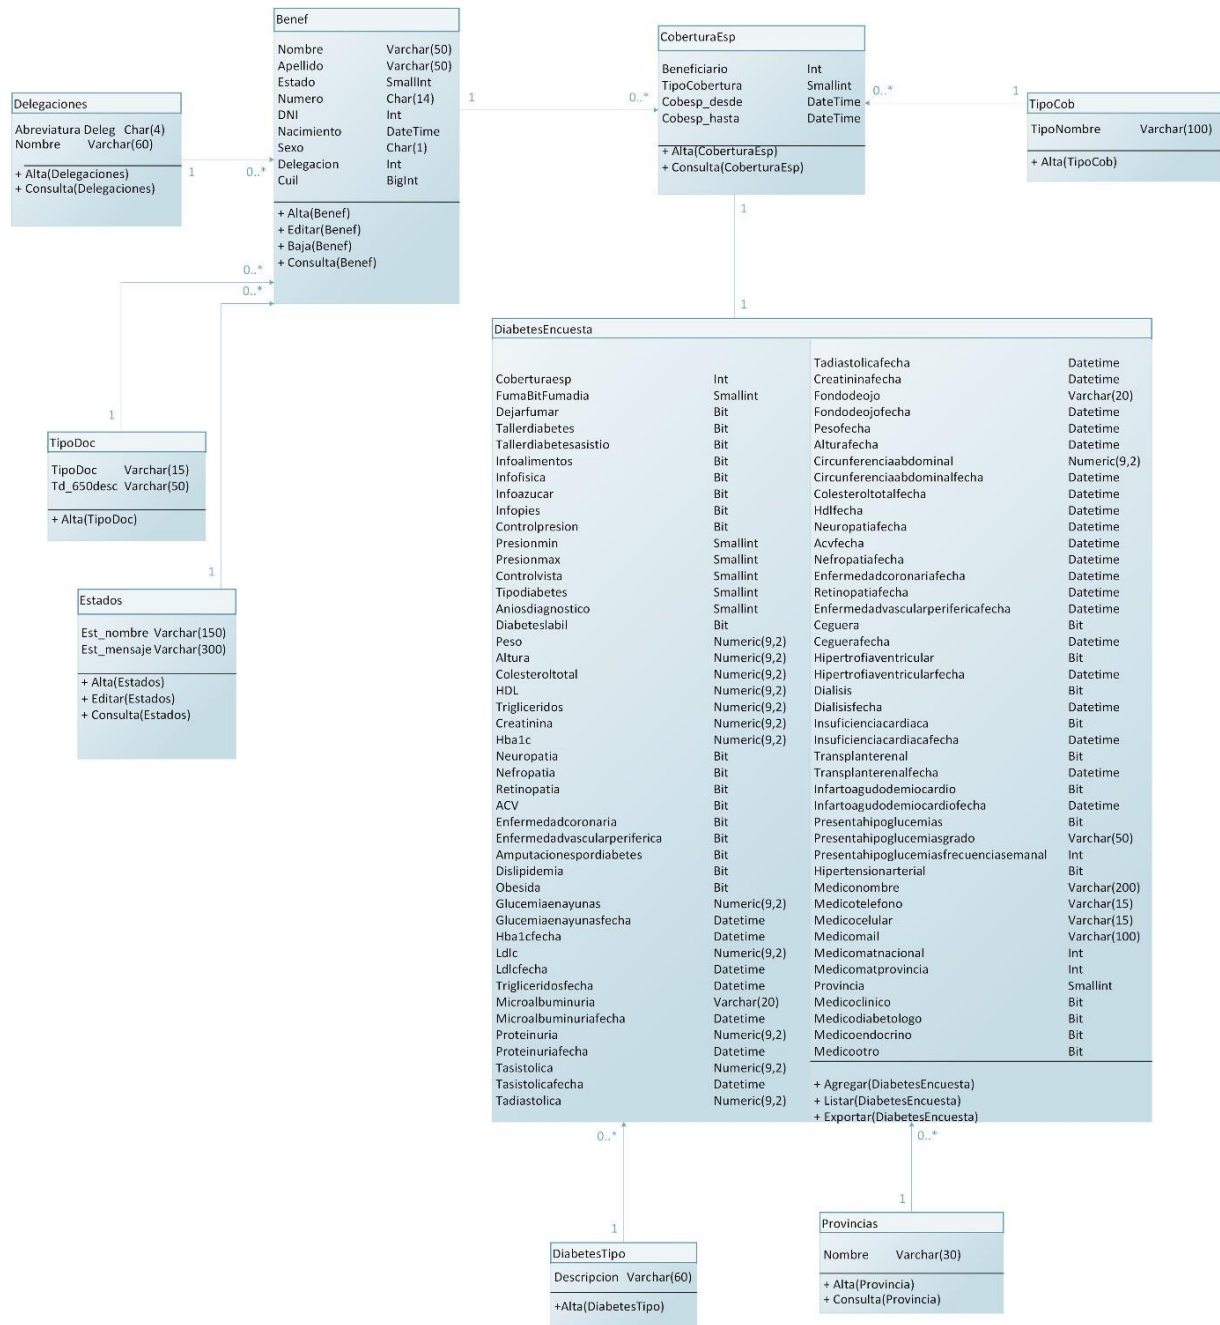 Benef
Nombre Varchar(50)
Apellido Varchar(50)
Estado SmallInt
Numero Char(14)
DNI Int
Nacimiento DateTime
Sexo Char(1)
Delegacion Int
Cuil BigInt
+ Alta(Benef)
+ Editar(Benef)
+ Baja(Benef)
+ Consulta(Benef)
1
0..*
CoberturaEsp
Beneficiario Int
TipoCobertura Smallint
Cobesp_desde DateTime
Cobesp_hasta DateTime
+ Alta(CoberturaEsp)
+ Consulta(CoberturaEsp)
0..*
1
TipoCob
TipoNombre Varchar(100)
+ Alta(TipoCob)
Delegaciones
Abreviatura Deleg Char(4)
Nombre Varchar(60)
+ Alta(Delegaciones)
+ Consulta(Delegaciones)
1
0..*
0..*
0..*
1
1
1
TipoDoc
TipoDoc Varchar(15)
Td_650desc Varchar(50)
+ Alta(TipoDoc)
1
Estados
Est_nombre Varchar(150)
Est_mensaje Varchar(300)
+ Alta(Estados)
+ Editar(Estados)
+ Consulta(Estados)
DiabetesEncuesta
Coberturaesp Int
FumaBitFumadia Smallint
Dejarfumar Bit
Tallerdiabetes Bit
Tallerdiabetesasistio Bit
Infoalimentos Bit
Infofisica Bit
Infoazucar Bit
Infopies Bit
Controlpresion Bit
Presionmin Smallint
Presionmax Smallint
Controlvista Smallint
Tipodiabetes Smallint
Aniosdiagnostico Smallint
Diabeteslabil Bit
Peso Numeric(9,2)
Altura Numeric(9,2)
Colesteroltotal Numeric(9,2)
HDL Numeric(9,2)
Trigliceridos Numeric(9,2)
Creatinina Numeric(9,2)
Hba1c Numeric(9,2)
Neuropatia Bit
Nefropatia Bit
Retinopatia Bit
ACV Bit
Enfermedadcoronaria Bit
Enfermedadvascularperiferica Bit
Amputacionespordiabetes Bit
Dislipidemia Bit
Obesida Bit
Glucemiaenayunas Numeric(9,2)
Glucemiaenayunasfecha Datetime
Hba1cfecha Datetime
Ldlc Numeric(9,2)
Ldlcfecha Datetime
Trigliceridosfecha Datetime
Microalbuminuria Varchar(20)
Microalbuminuriafecha Datetime
Proteinuria Numeric(9,2)
Proteinuriafecha Datetime
Tasistolica Numeric(9,2)
Tasistolicafecha Datetime
Tadiastolica Numeric(9,2)
Tadiastolicafecha Datetime
Creatininafecha Datetime
Fondodeojo Varchar(20)
Fondodeojofecha Datetime
Pesofecha Datetime
Alturafecha Datetime
Circunferenciaabdominal Numeric(9,2)
Circunferenciaabdominalfecha Datetime
Colesteroltotalfecha Datetime
Hdlfecha Datetime
Neuropatiafecha Datetime
Acvfecha Datetime
Nefropatiafecha Datetime
Enfermedadcoronariafecha Datetime
Retinopatiafecha Datetime
Enfermedadvascularperifericafecha Datetime
Ceguera Bit
Ceguerafecha Datetime
Hipertrofiaventricular Bit
Hipertrofiaventricularfecha Datetime
Dialisis Bit
Dialisisfecha Datetime
Insuficienciacardiaca Bit
Insuficienciacardiacafecha Datetime
Transplanterenal Bit
Transplanterenalfecha Datetime
Infartoagudodemiocardio Bit
Infartoagudodemiocardiofecha Datetime
Presentahipoglucemias Bit
Presentahipoglucemiasgrado Varchar(50)
Presentahipoglucemiasfrecuenciasemanal Int
Hipertensionarterial Bit
Mediconombre Varchar(200)
Medicotelefono Varchar(15)
Medicocelular Varchar(15)
Medicomail Varchar(100)
Medicomatnacional Int
Medicomatprovincia Int
Provincia Smallint
Medicoclinico Bit
Medicodiabetologo Bit
Medicoendocrino Bit
Medicootro Bit
+ Agregar(DiabetesEncuesta)
+ Listar(DiabetesEncuesta)
+ Exportar(DiabetesEncuesta)
0..*
0..*
1
1
DiabetesTipo
Descripcion Varchar(60)
+Alta(DiabetesTipo)
Provincias
Nombre Varchar(30)
+ Alta(Provincia)
+ Consulta(Provincia)